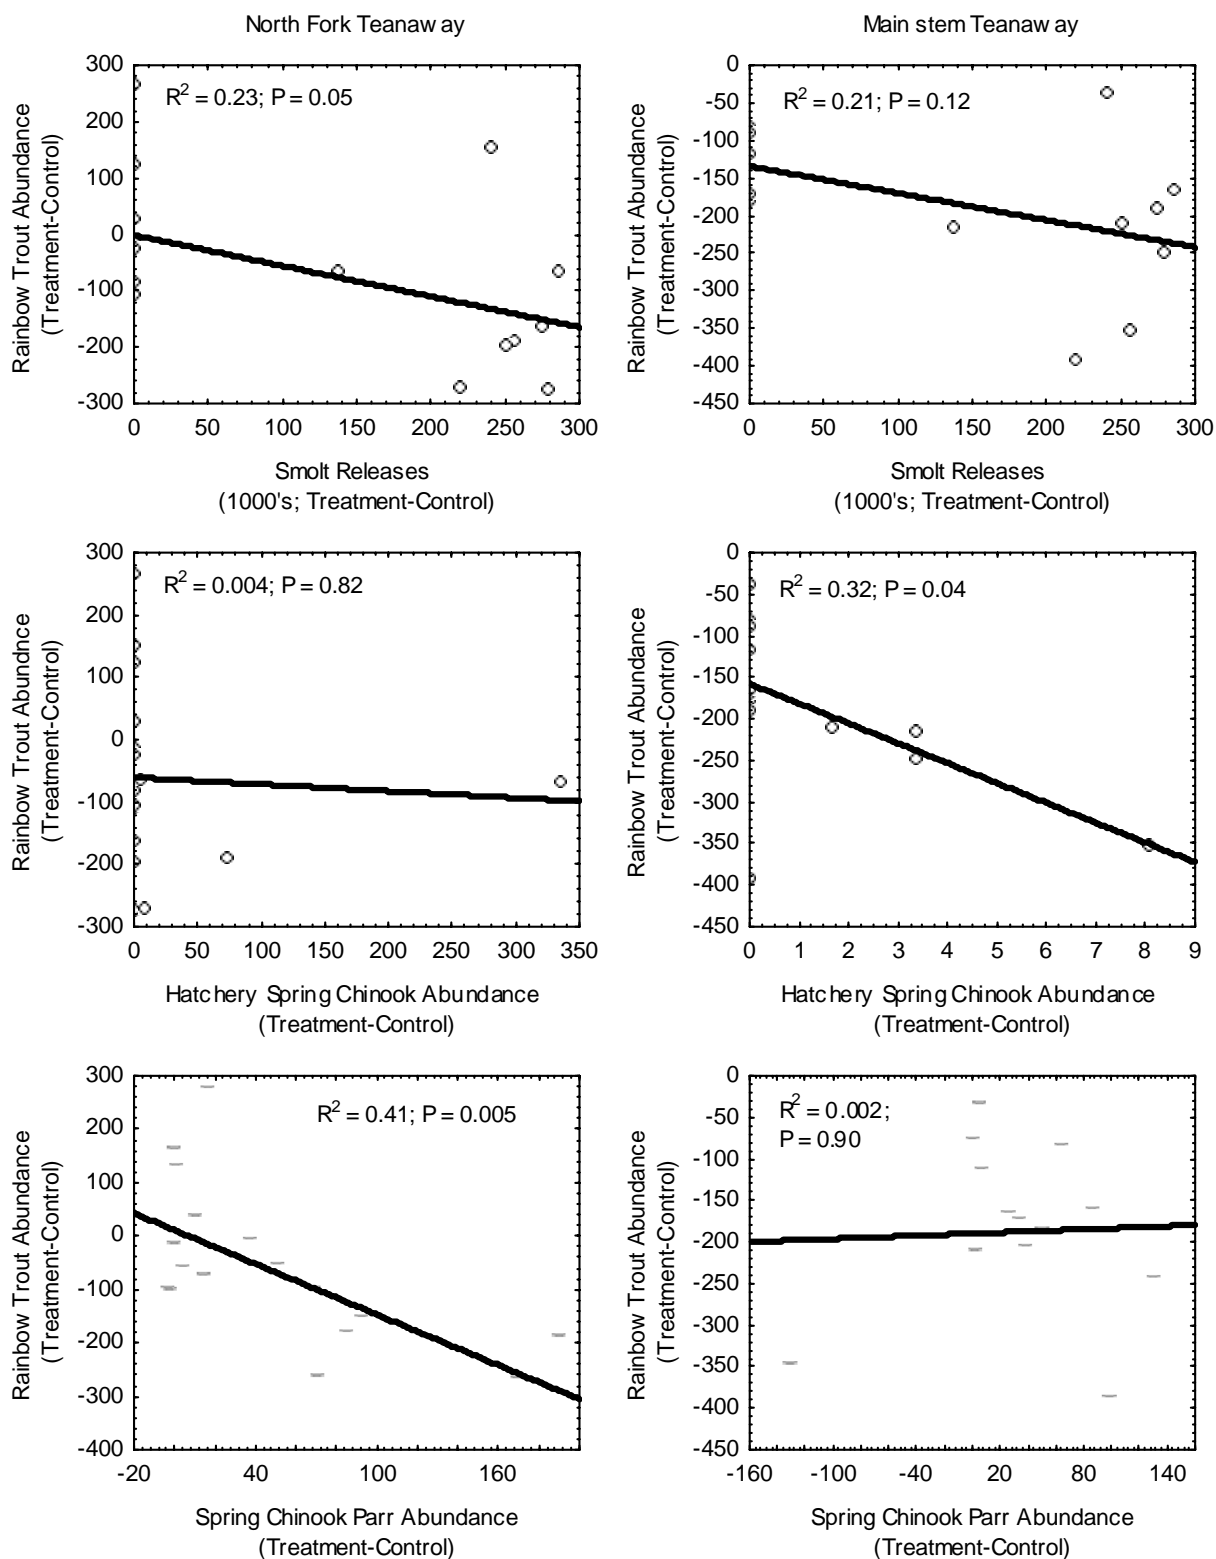 North Fork Teanaway
Main stem Teanaway
R² = 0.23; P = 0.05
Rainbow Trout Abundance
(Treatment-Control)
300
200
100
0
-100
-200
-300
0 50 100 150 200 250 300
Smolt Releases
(1000's; Treatment-Control)
R² = 0.21; P = 0.12
Rainbow Trout Abundance
(Treatment-Control)
0
-50
-100
-150
-200
-250
-300
-350
-400
-450
0 50 100 150 200 250 300
Smolt Releases
(1000's; Treatment-Control)
R² = 0.004; P = 0.82
Rainbow Trout Abundnce
(Treatment-Control)
300
200
100
0
-100
-200
-300
0 50 100 150 200 250 300 350
Hatchery Spring Chinook Abundance
(Treatment-Control)
R² = 0.32; P = 0.04
Rainbow Trout Abundance
(Treatment-Control)
0
-50
-100
-150
-200
-250
-300
-350
-400
-450
0 1 2 3 4 5 6 7 8 9
Hatchery Spring Chinook Abundance
(Treatment-Control)
R² = 0.41; P = 0.005
Rainbow Trout Abundance
(Treatment-Control)
300
200
100
0
-100
-200
-300
-400
-20 40 100 160
Spring Chinook Parr Abundance
(Treatment-Control)
R² = 0.002;
P = 0.90
Rainbow Trout Abundance
(Treatment-Control)
0
-50
-100
-150
-200
-250
-300
-350
-400
-450
-160 -100 -40 20 80 140
Spring Chinook Parr Abundance
(Treatment-Control)